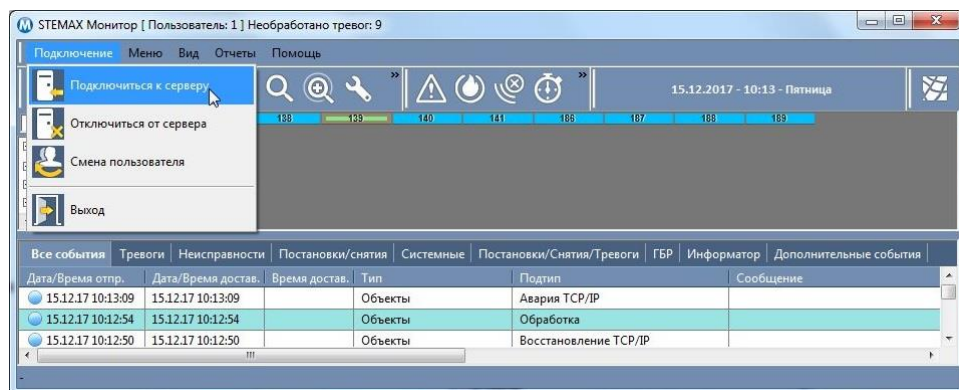 STEMAX Монитор [ Пользователь: 1 ] Необработано тревог: 9
Подключение Меню Вид Отчеты Помощь
Подключиться к серверу
15.12.2017 - 10:13 - Пятница
Отключиться от сервера
138 139 140 141 186 187 188 189
Смена пользователя
Выход
Все события Тревоги Неисправности Постановки/снятия Системные Постановки/Снятия/Тревоги ГБР Информатор Дополнительные события
Дата/Время отпр. Дата/Время достав. Время достав. Тип Подтип Сообщение
15.12.17 10:13:09 15.12.17 10:13:09 Объекты Авария TCP/IP
15.12.17 10:12:54 15.12.17 10:12:54 Объекты Обработка
15.12.17 10:12:50 15.12.17 10:12:50 Объекты Восстановление TCP/IP